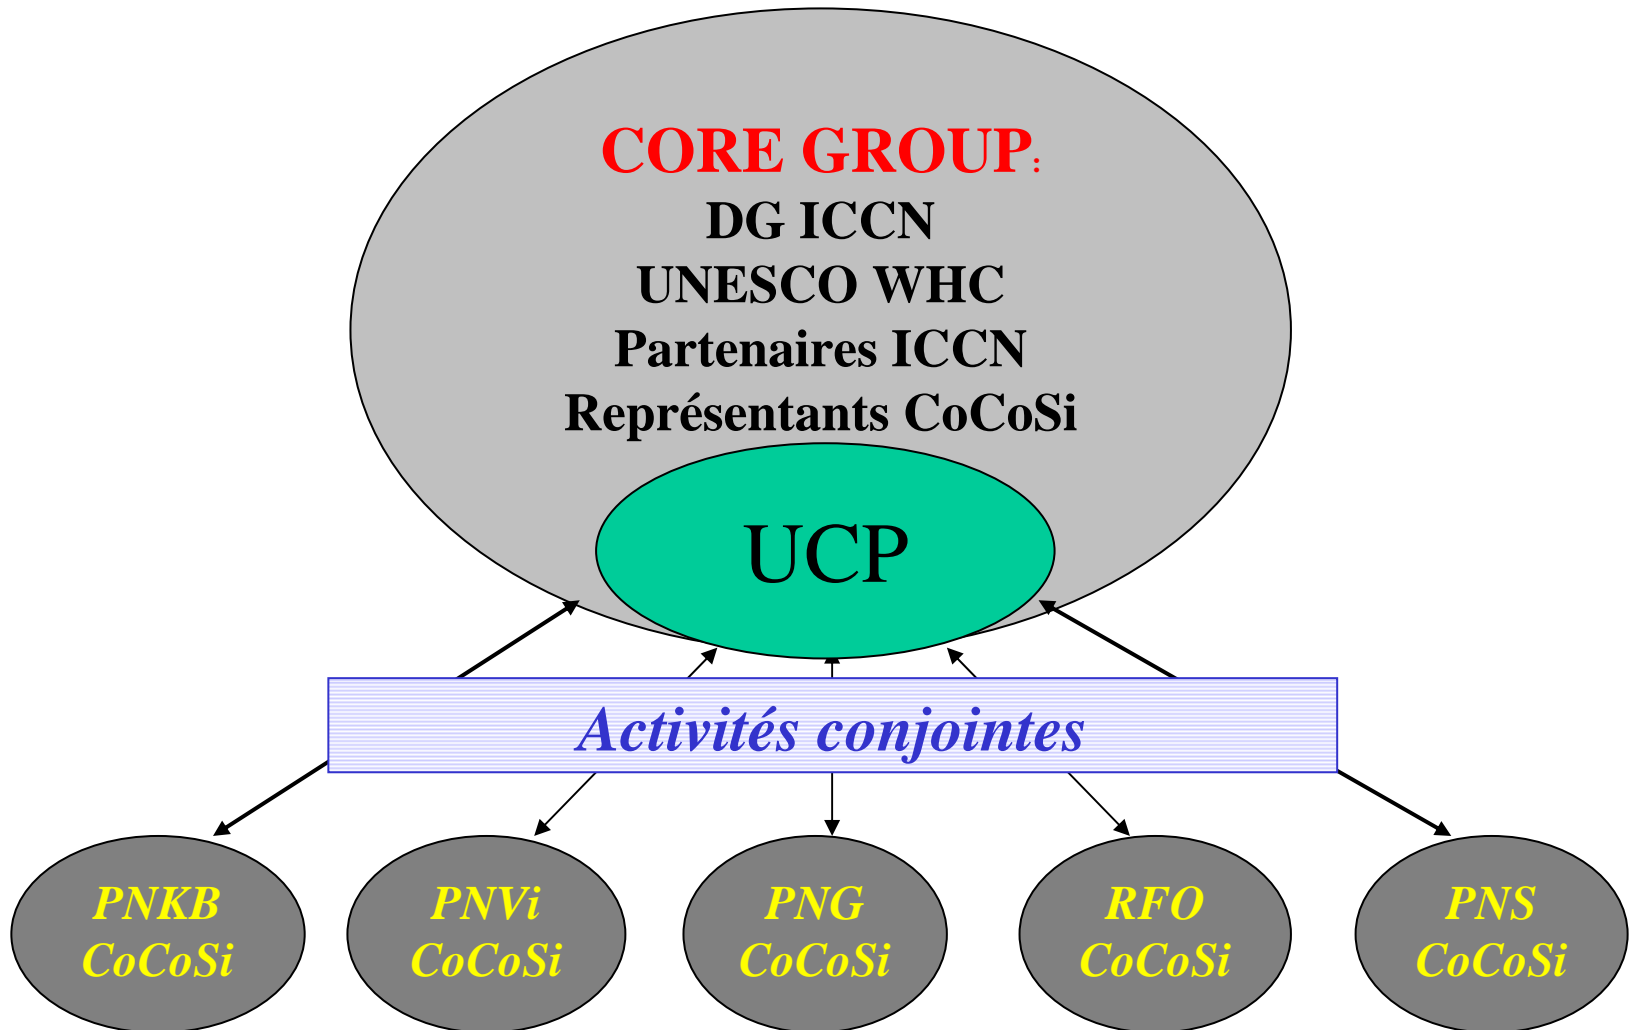 CORE GROUP:
DG ICCN
UNESCO WHC
Partenaires ICCN
Représentants CoCoSi
UCP
Activités conjointes
PNKB
CoCoSi
PNVi
CoCoSi
PNG
CoCoSi
RFO
CoCoSi
PNS
CoCoSi